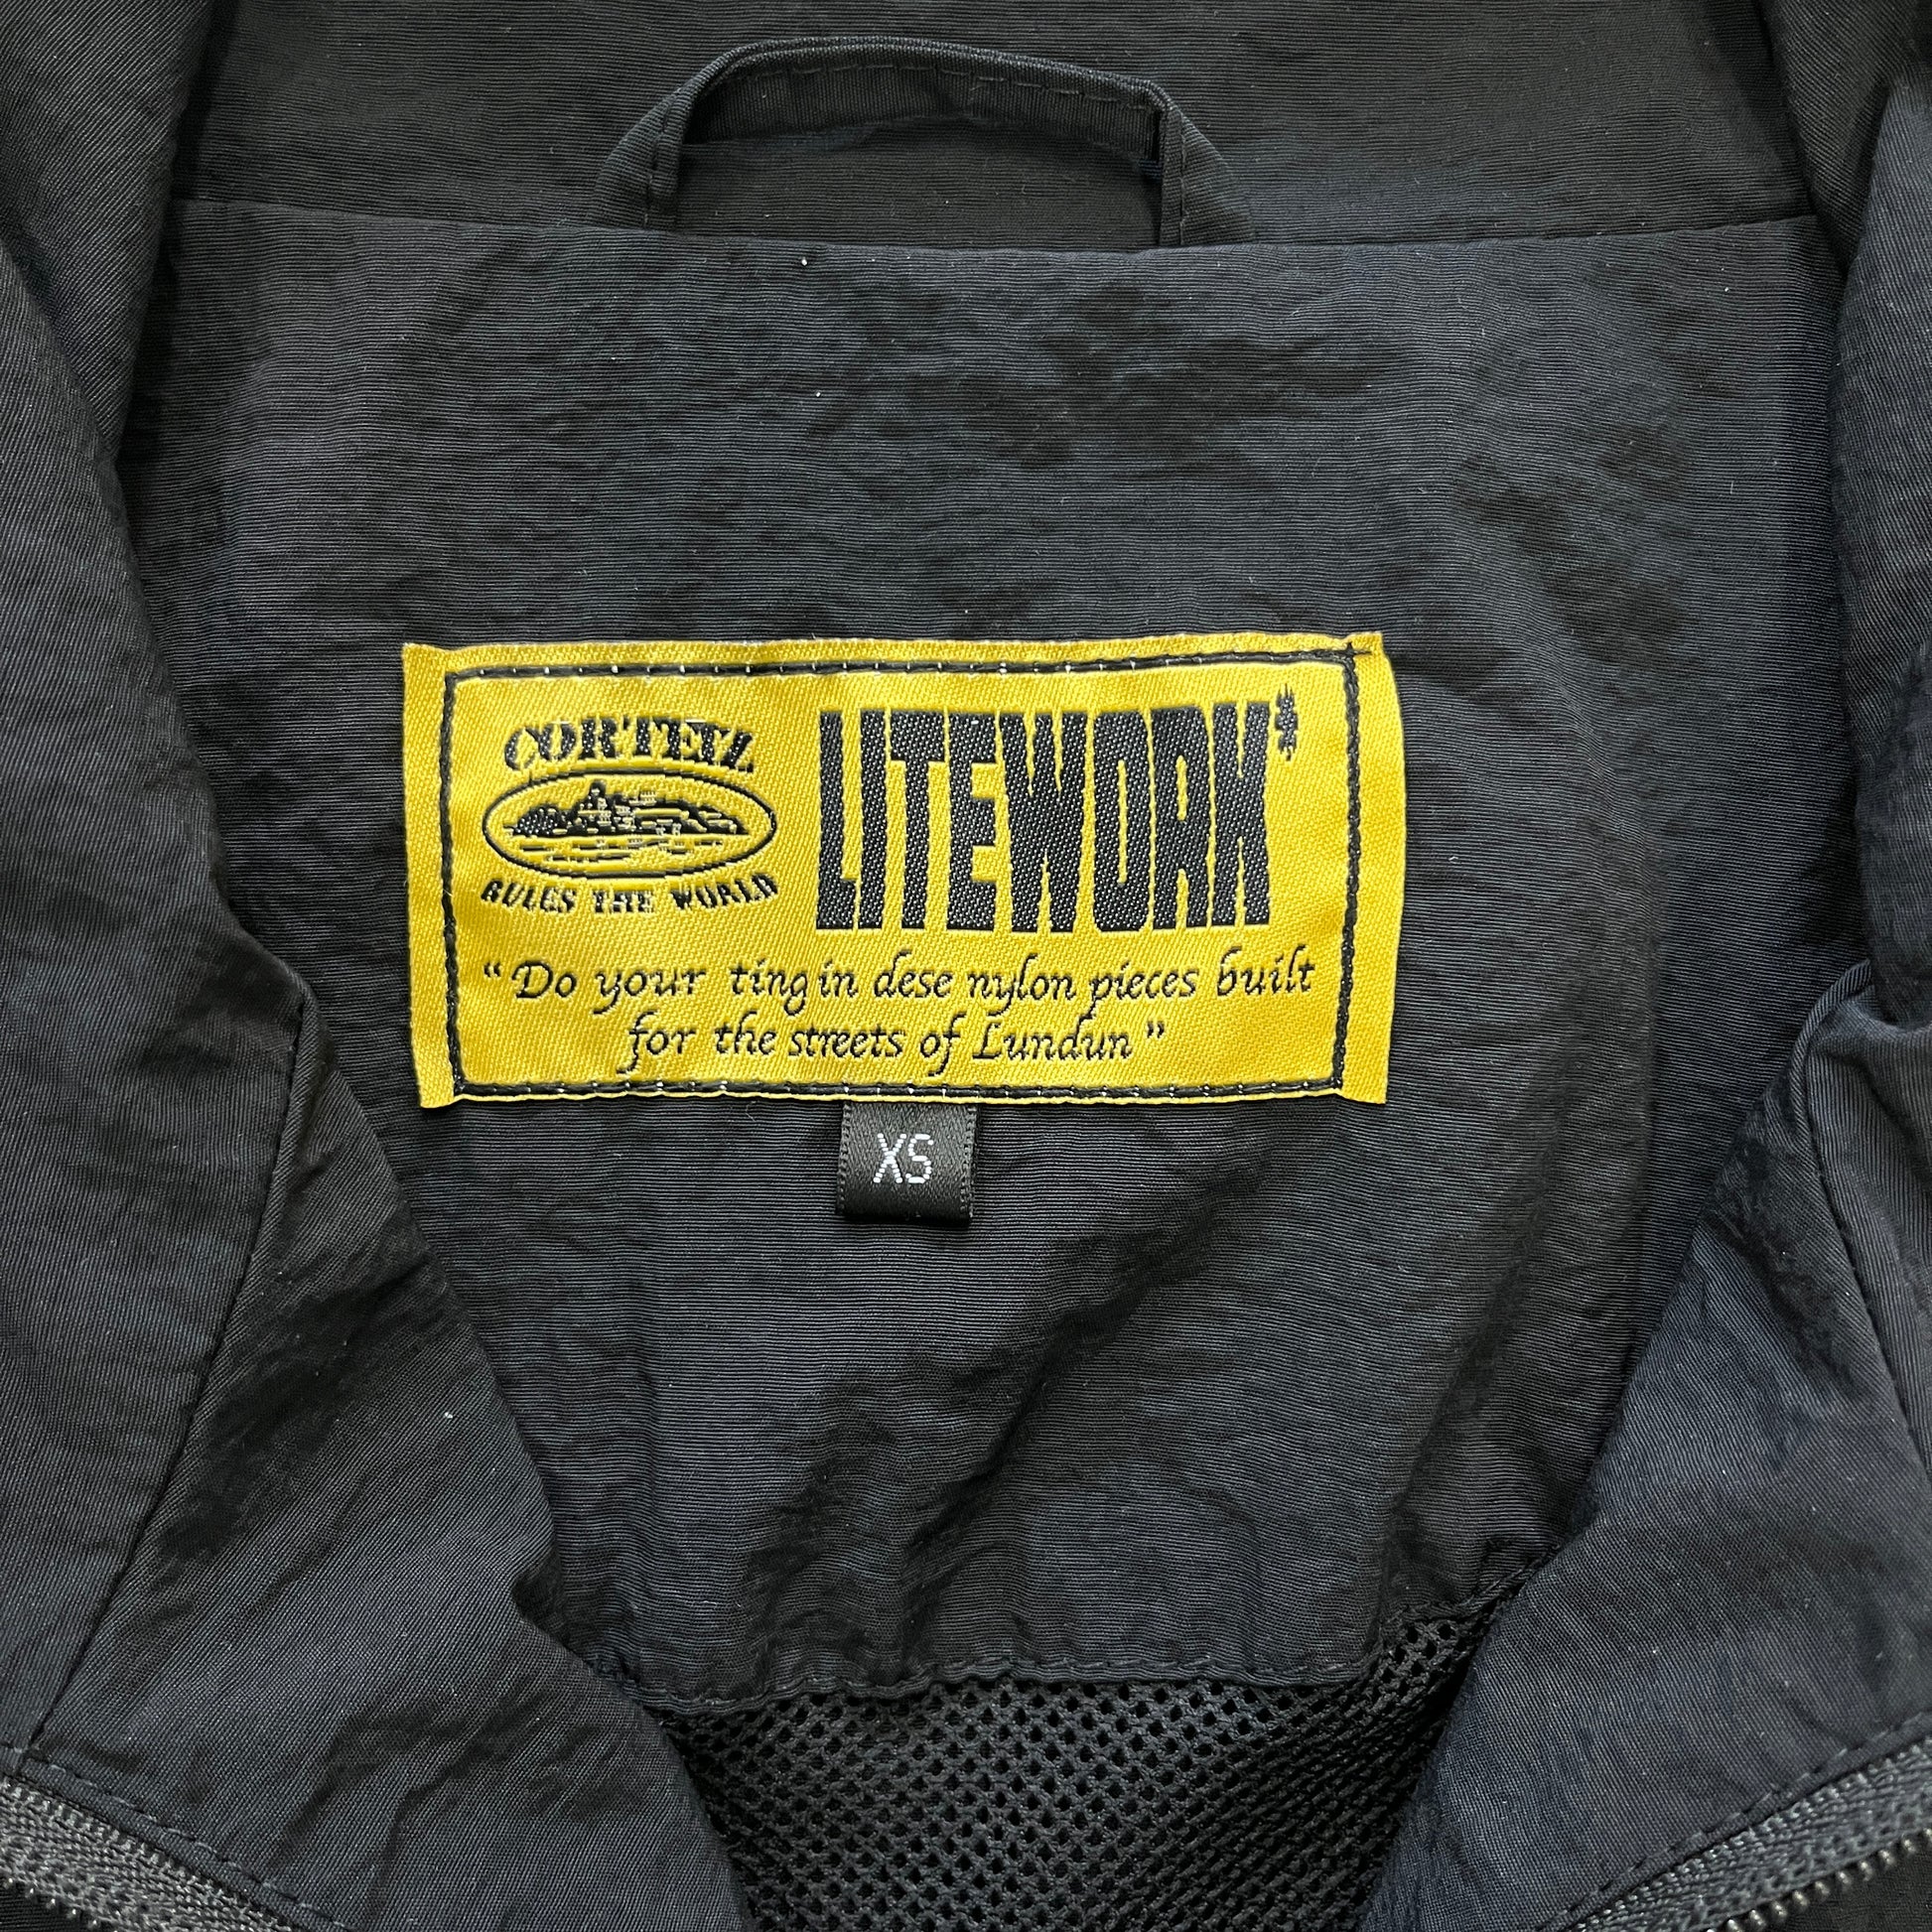 CORTEIZ
RULES THE WORLD
LITEWORK*
“Do your ting in dese nylon pieces built
for the streets of Lundun”
XS